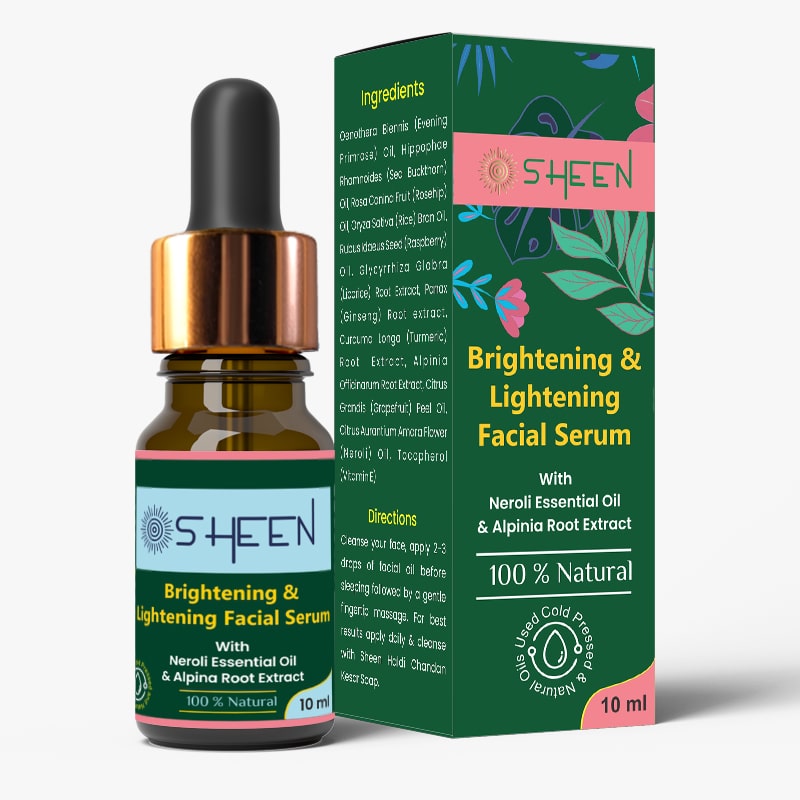 SHEEN
Brightening &
Lightening Facial Serum
With
Neroli Essential Oil
& Alpina Root Extract
100 % Natural
10 ml
Ingredients
Oenothera Biennis (Evening
Primrose) Oil, Hippophae
Rhamnoides (Sea Buckthorn)
Oil, Rosa Canina Fruit (Rosehip)
Oil, Oryza Sativa (Rice) Bran Oil,
Rubus Idaeus Seed (Raspberry)
Oil, Glycyrrhiza Glabra
(Licorice) Root Extract, Panax
(Ginseng) Root extract,
Curcuma Longa (Turmeric)
Root Extract, Alpinia
Officinarum Root Extract, Citrus
Grandis (Grapefruit) Peel Oil,
Citrus Aurantium Amara Flower
(Neroli) Oil, Tocopherol
(Vitamin E)
Directions
Cleanse your face, apply 2-3
drops of facial oil before
sleeping followed by a gentle
fingertic massage. For best
results apply daily & cleanse
with Sheen Haldi Chandan
Kesar Soap.
SHEEN
Brightening &
Lightening
Facial Serum
With
Neroli Essential Oil
& Alpinia Root Extract
100 % Natural
Cold Pressed & Natural Oils Used
10 ml